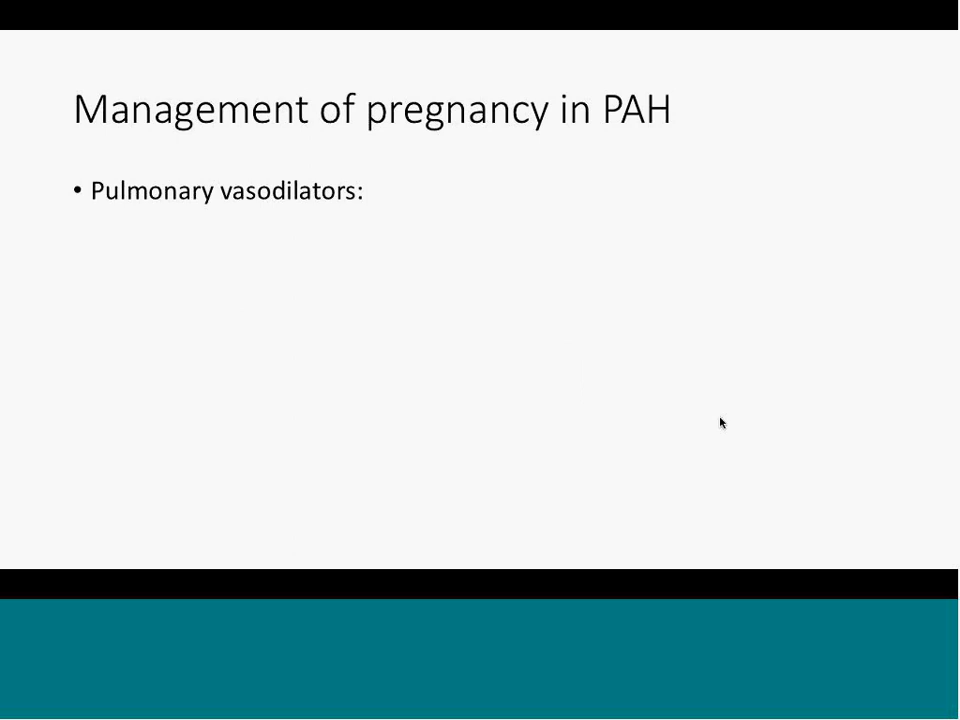 Management of pregnancy in PAH
• Pulmonary vasodilators: